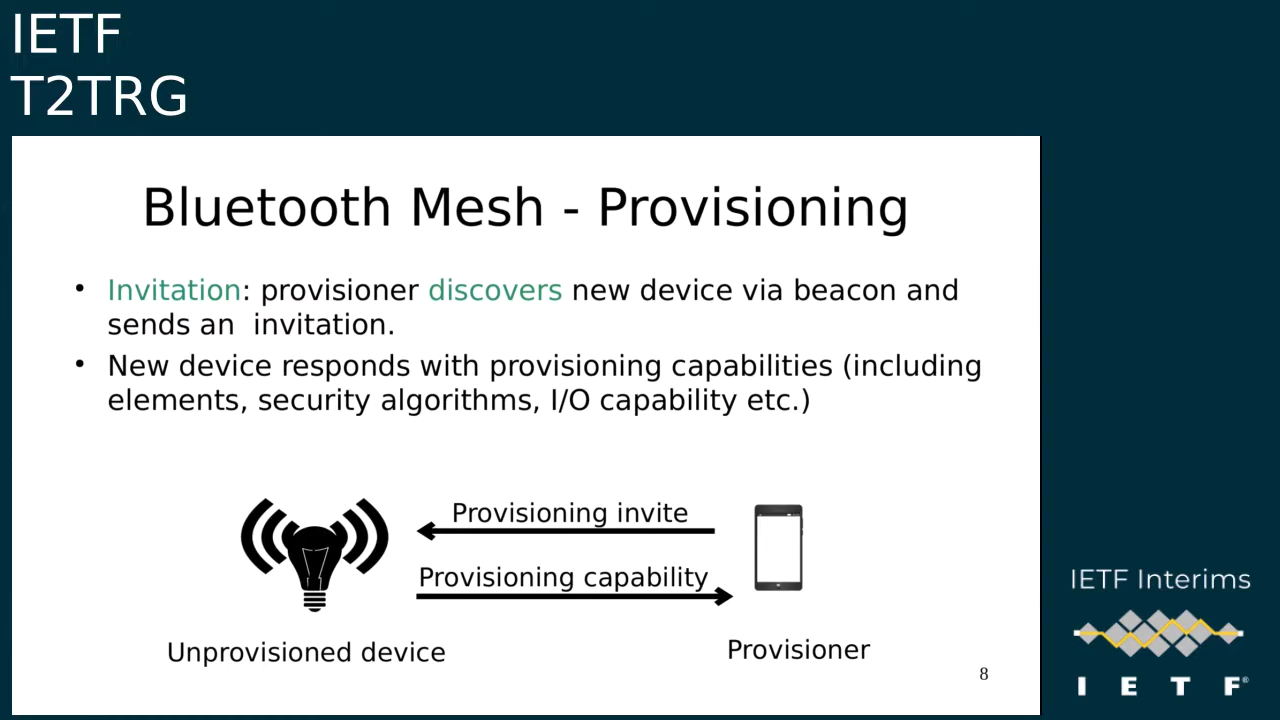 IETF
T2TRG
Bluetooth Mesh - Provisioning
• Invitation: provisioner discovers new device via beacon and
sends an  invitation.
• New device responds with provisioning capabilities (including
elements, security algorithms, I/O capability etc.)
Provisioning invite
Provisioning capability
Unprovisioned device
Provisioner
8
IETF Interims
I E T F®